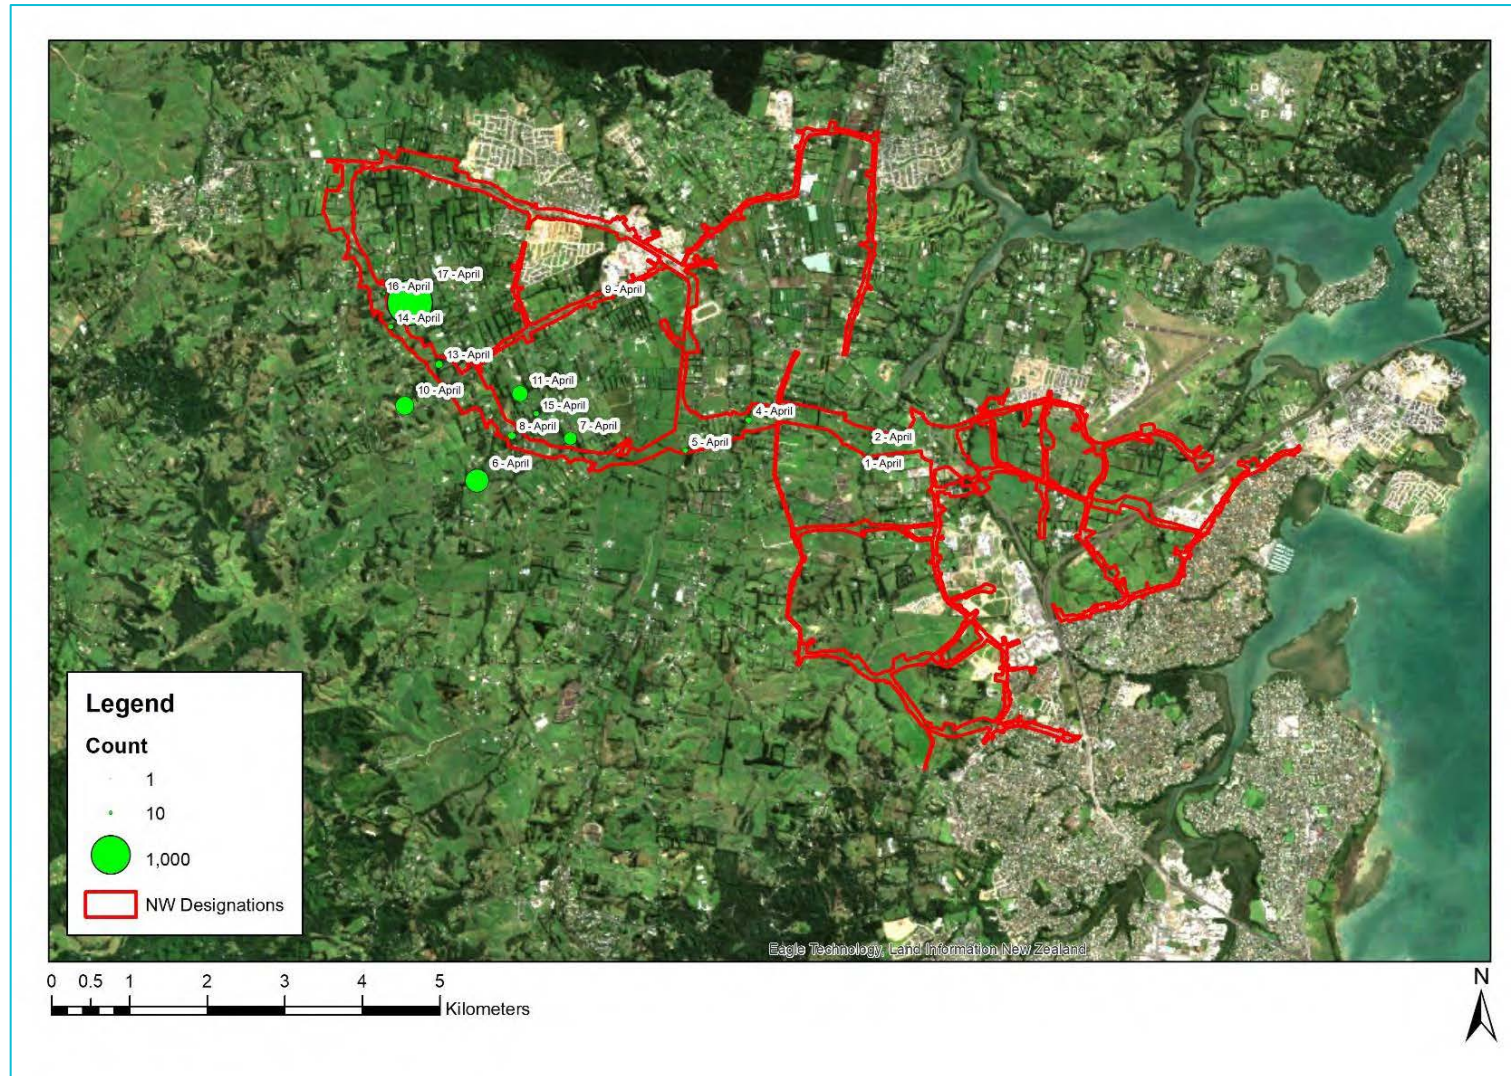 17 - April
16 - April
9 - April
14 - April
13 - April
10 - April
11 - April
15 - April
4 - April
8 - April
7 - April
2 - April
5 - April
6 - April
1 - April
Legend
Count
1
10
1,000
NW Designations
Eagle Technology, Land Information New Zealand
0 0.5 1 2 3 4 5
Kilometers
N